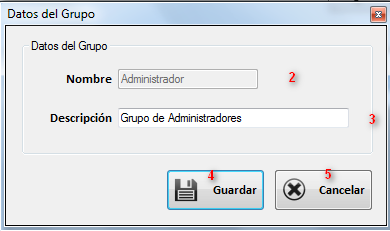 Datos del Grupo
Datos del Grupo
Nombre Administrador 2
Descripción Grupo de Administradores 3
4 Guardar 5 Cancelar